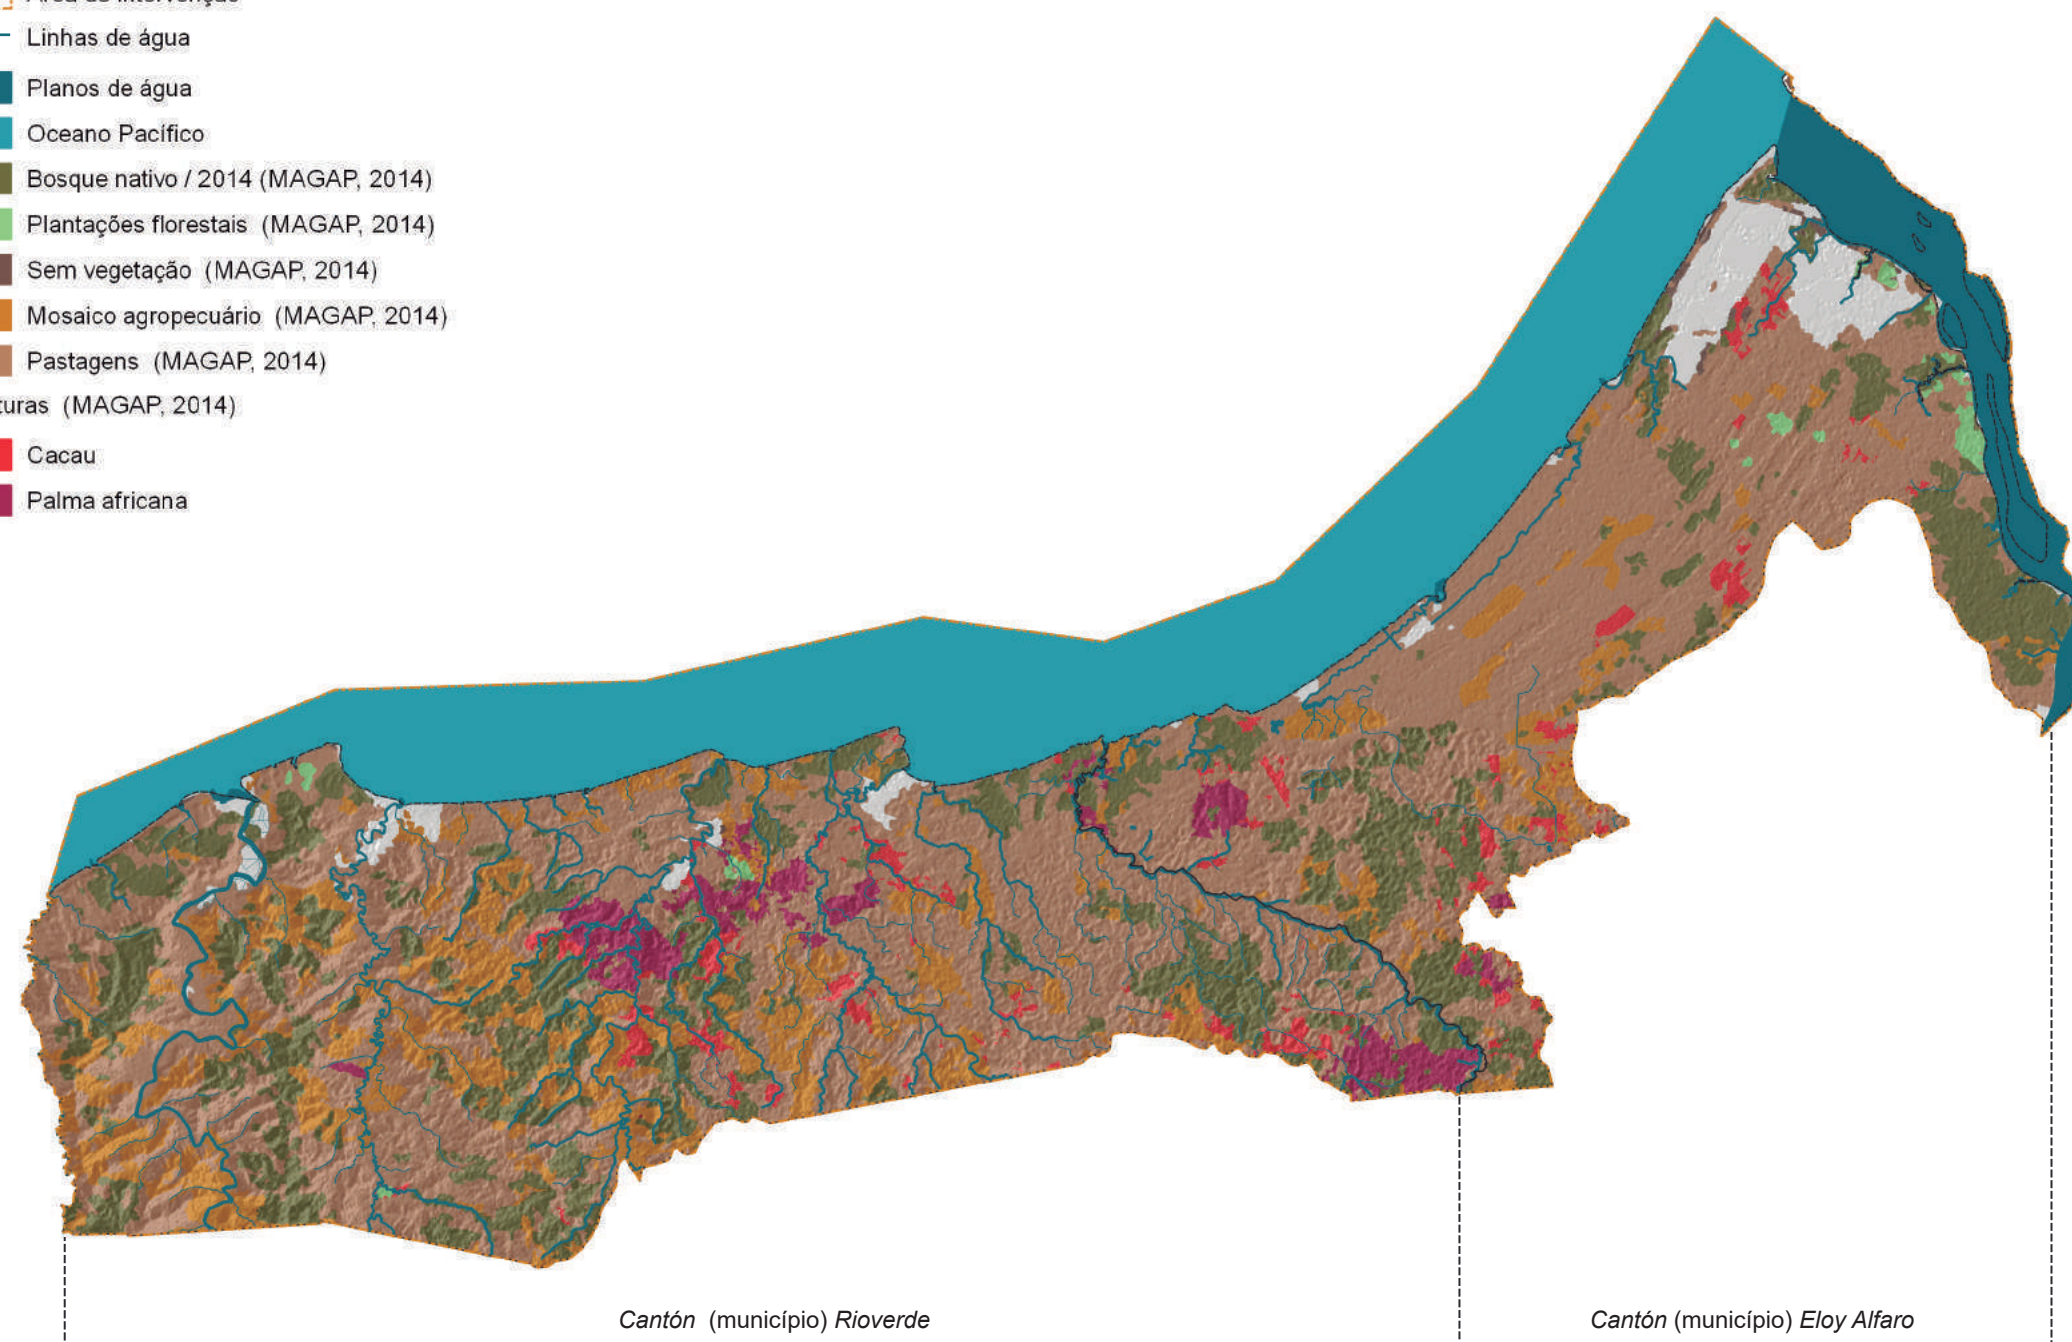 Linhas de água
Planos de água
Oceano Pacífico
Bosque nativo / 2014 (MAGAP, 2014)
Plantações florestais (MAGAP, 2014)
Sem vegetação (MAGAP, 2014)
Mosaico agropecuário (MAGAP, 2014)
Pastagens (MAGAP, 2014)
turas (MAGAP, 2014)
Cacau
Palma africana
Cantón (município) Rioverde
Cantón (município) Eloy Alfaro